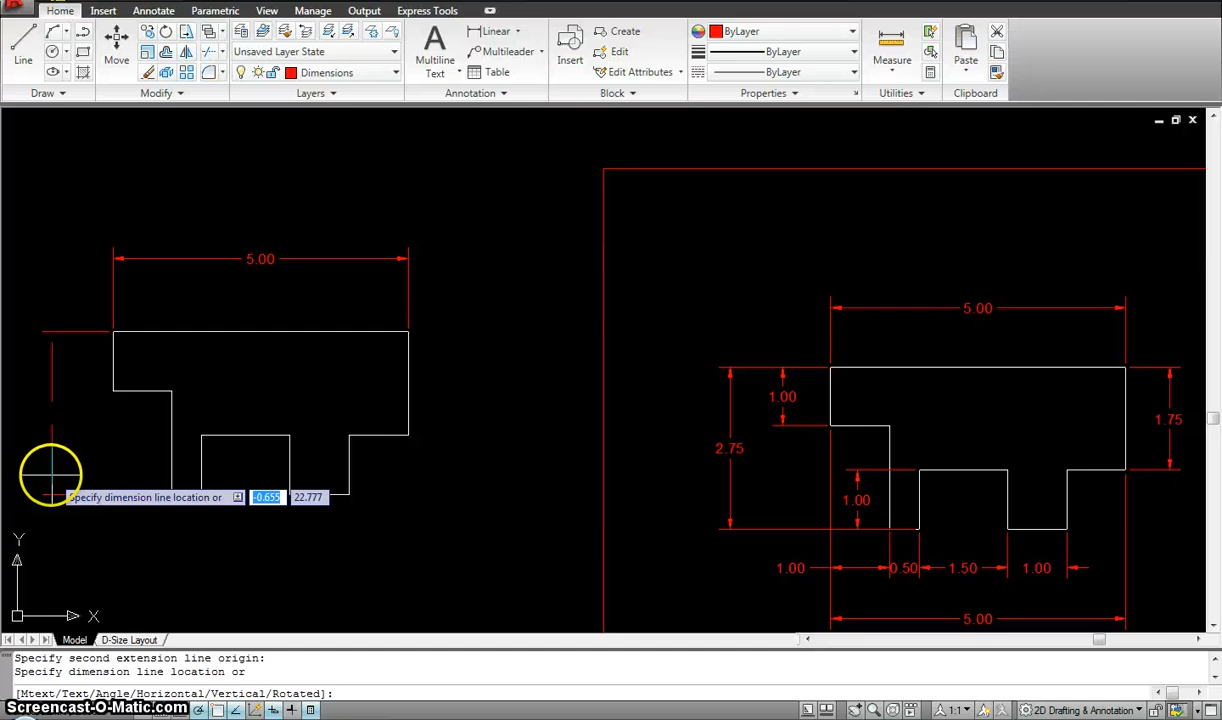 Home Insert Annotate Parametric View Manage Output Express Tools
Line Move Unsaved Layer State Multiline Text Linear Insert Create ByLayer Measure Paste
Multileader Edit ByLayer
Dimensions Table Edit Attributes ByLayer
Draw Modify Layers Annotation Block Properties Utilities Clipboard
5.00
5.00
1.00
1.75
2.75
Specify dimension line location or -0.655 22.777
1.00
Y
1.00 0.50 1.50 1.00
X
5.00
Model D-Size Layout
Specify second extension line origin:
Specify dimension line location or
[Mtext/Text/Angle/Horizontal/Vertical/Rotated]:
Screencast-O-Matic.com
1:1 2D Drafting & Annotation